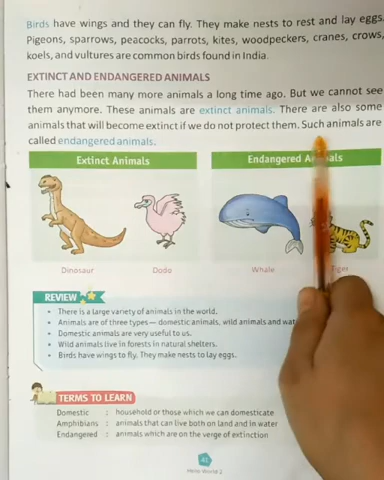 Birds have wings and they can fly. They make nests to rest and lay eggs.
Pigeons, sparrows, peacocks, parrots, kites, woodpeckers, cranes, crows,
koels, and vultures are common birds found in India.
EXTINCT AND ENDANGERED ANIMALS
There had been many more animals a long time ago. But we cannot see
them anymore. These animals are extinct animals. There are also some
animals that will become extinct if we do not protect them. Such animals are
called endangered animals.
Extinct Animals
Endangered
Dinosaur
Dodo
Whale
Tiger
REVIEW
• There is a large variety of animals in the world.
• Animals are of three types— domestic animals, wild animals and
• Domestic animals are very useful to us.
• Wild animals live in forests in natural shelters.
• Birds have wings to fly. They make nests to lay eggs.
TERMS TO LEARN
Domestic : household or those which we can domesticate
Amphibians : animals that can live both on land and in water
Endangered : animals which are on the verge of extinction